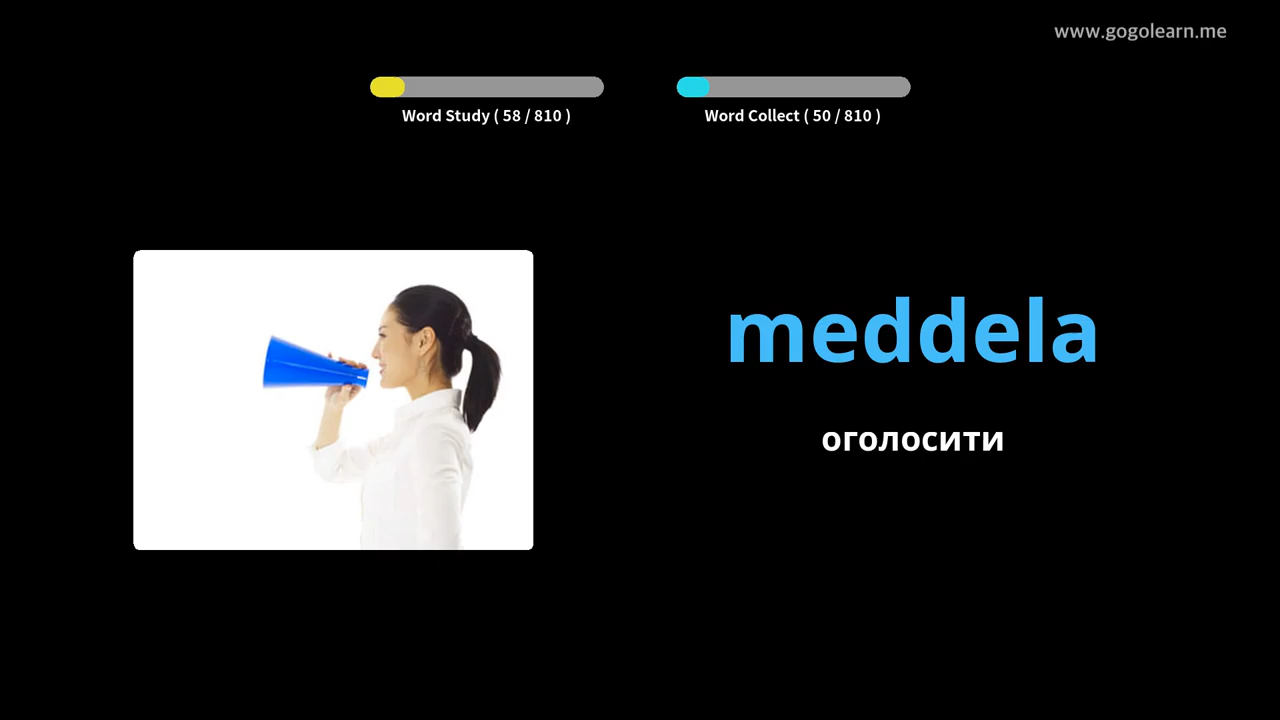 www.gogolearn.me
Word Study ( 58 / 810 )
Word Collect ( 50 / 810 )
meddela
оголосити